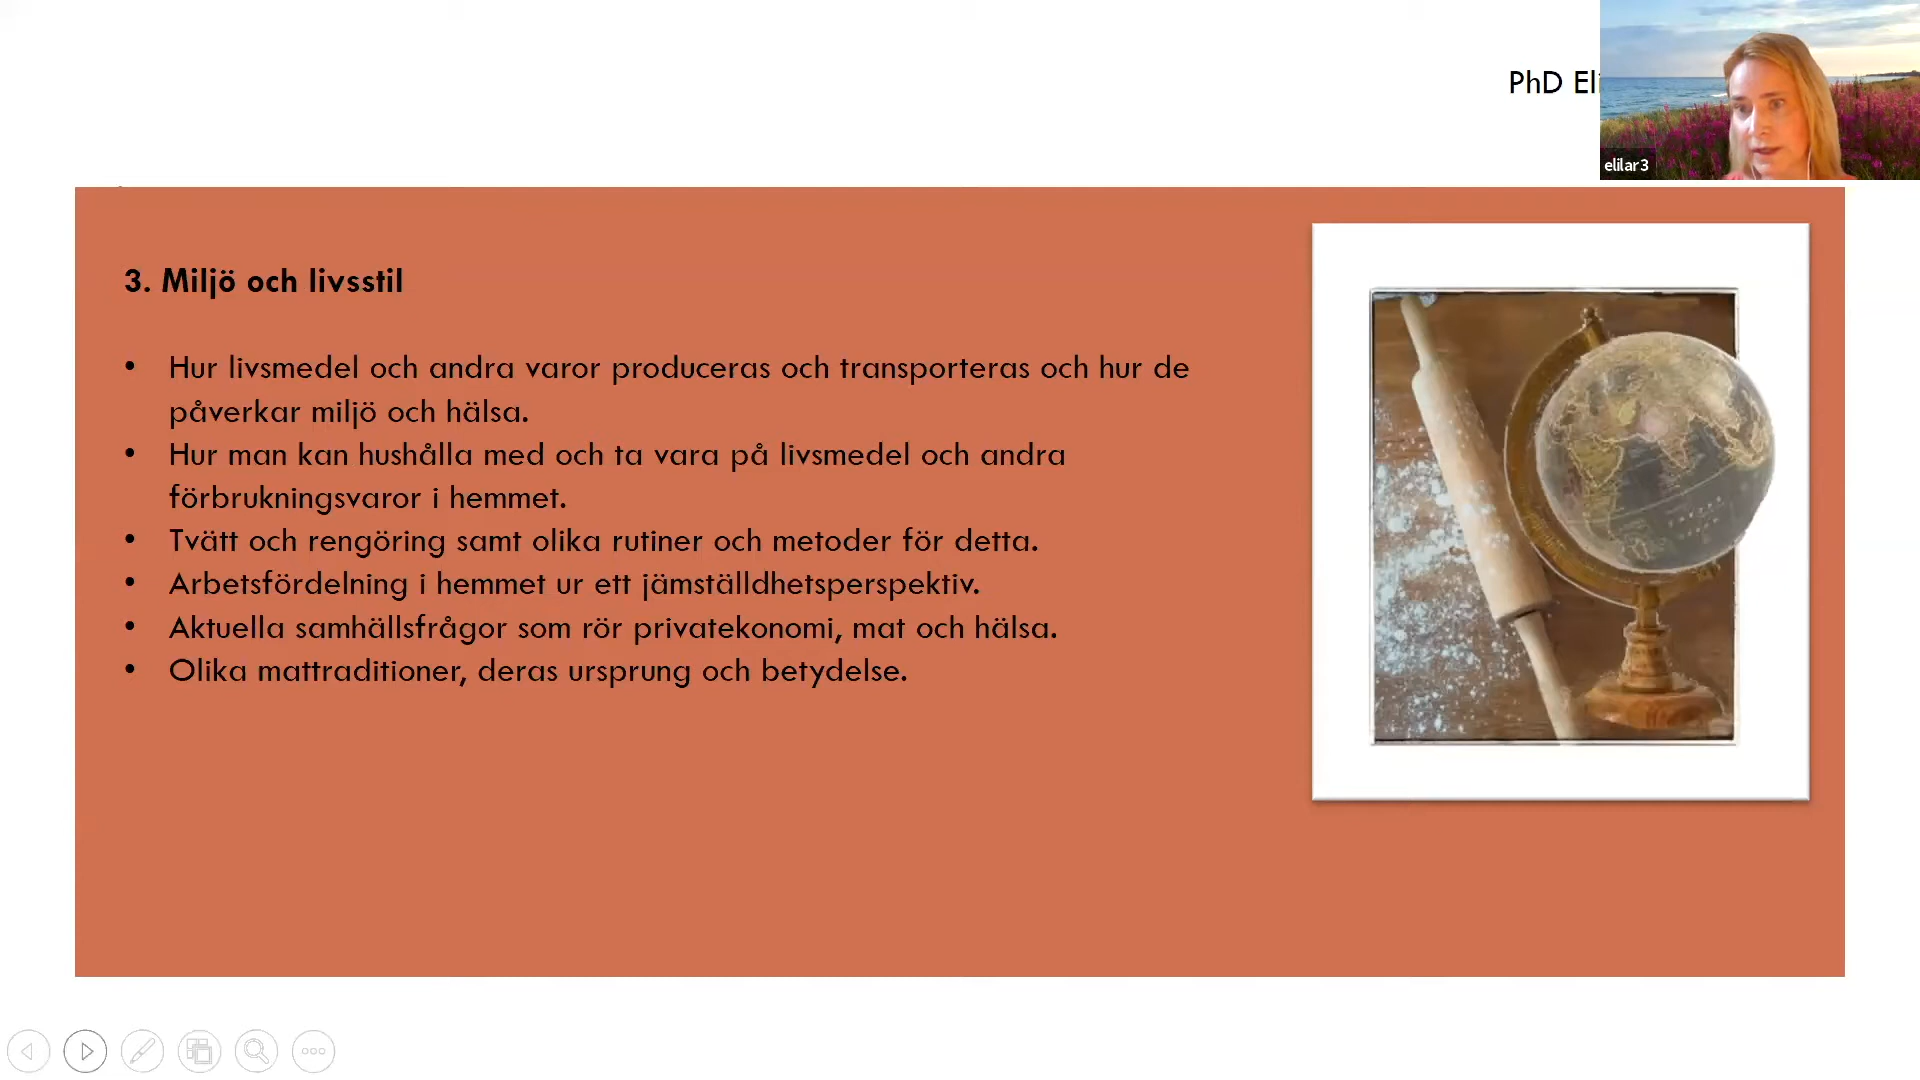 PhD Eli
elilar3
3. Miljö och livsstil
• Hur livsmedel och andra varor produceras och transporteras och hur de
påverkar miljö och hälsa.
• Hur man kan hushålla med och ta vara på livsmedel och andra
förbrukningsvaror i hemmet.
• Tvätt och rengöring samt olika rutiner och metoder för detta.
• Arbetsfördelning i hemmet ur ett jämställdhetsperspektiv.
• Aktuella samhällsfrågor som rör privatekonomi, mat och hälsa.
• Olika mattraditioner, deras ursprung och betydelse.